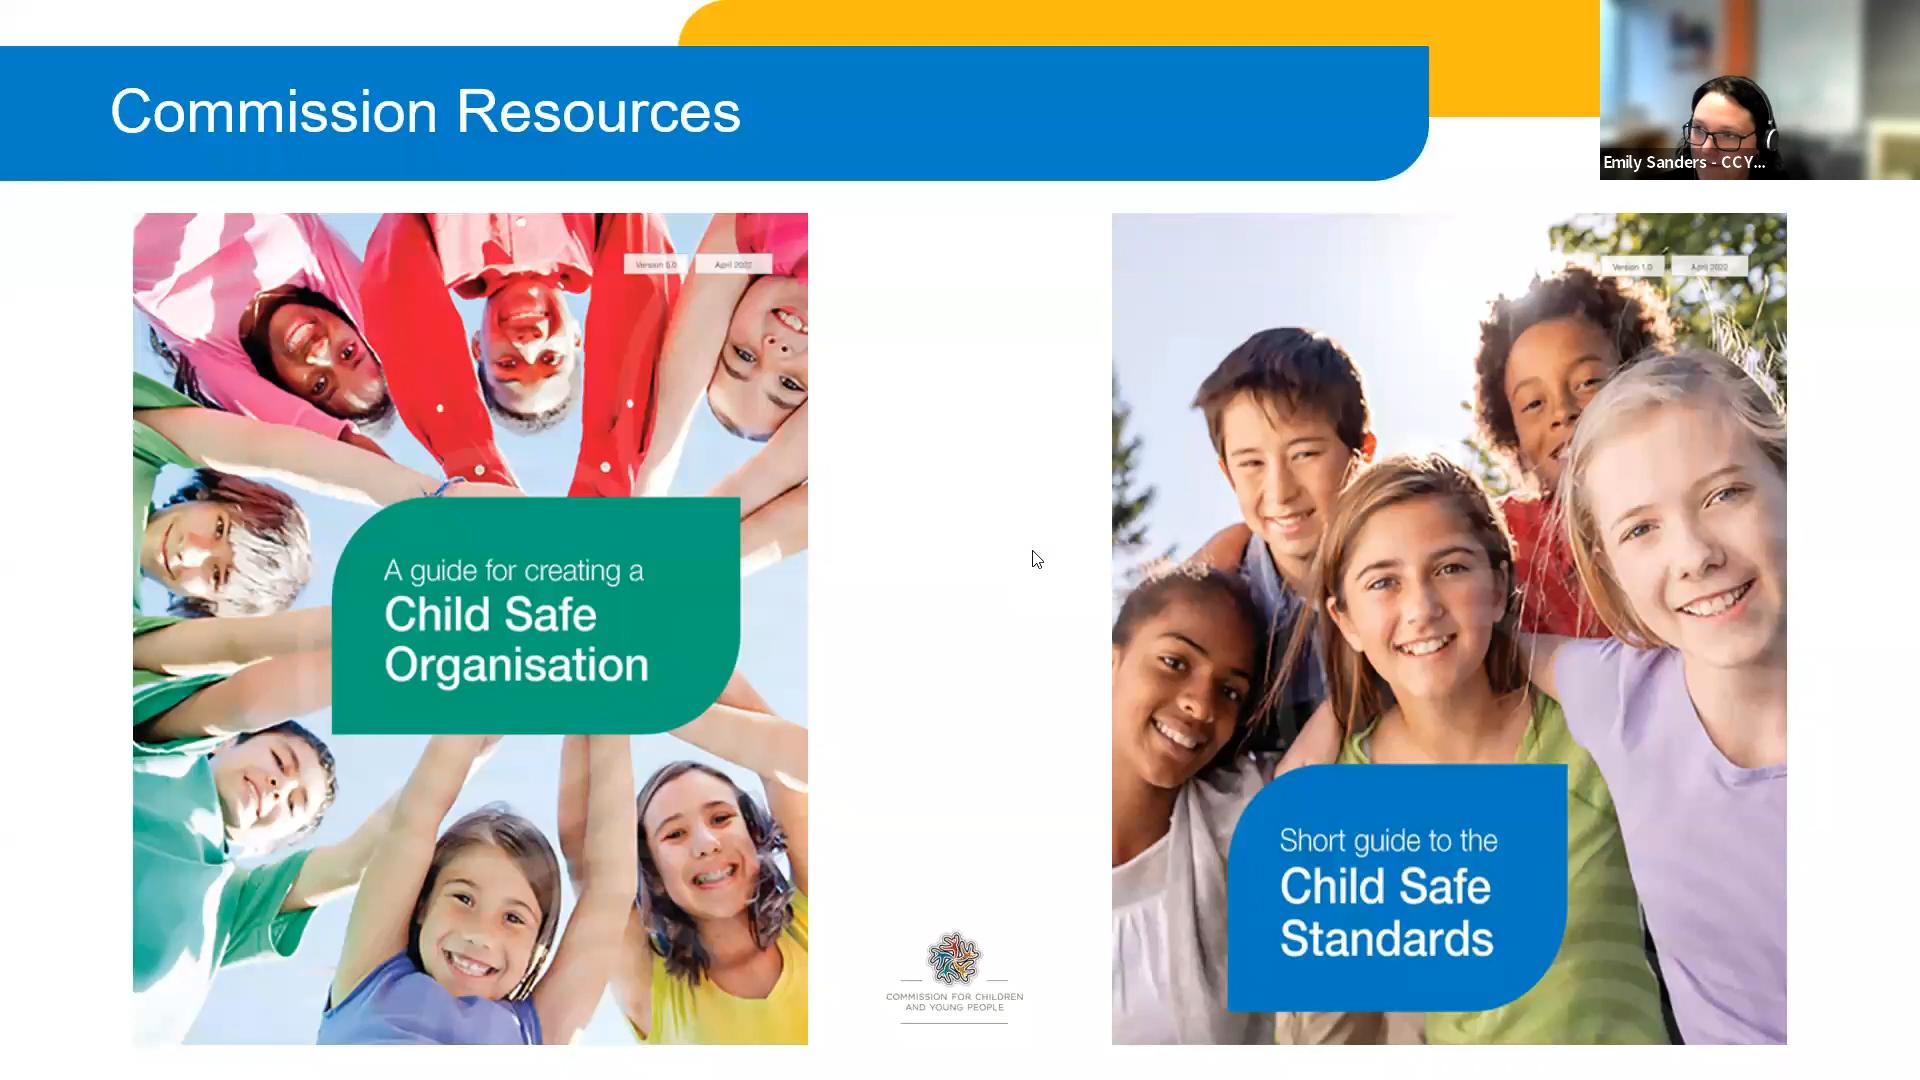 Commission Resources
Emily Sanders - CCY...
Version 5.0
April 2022
A guide for creating a
Child Safe
Organisation
COMMISSION FOR CHILDREN
AND YOUNG PEOPLE
Version 1.0
April 2022
Short guide to the
Child Safe
Standards